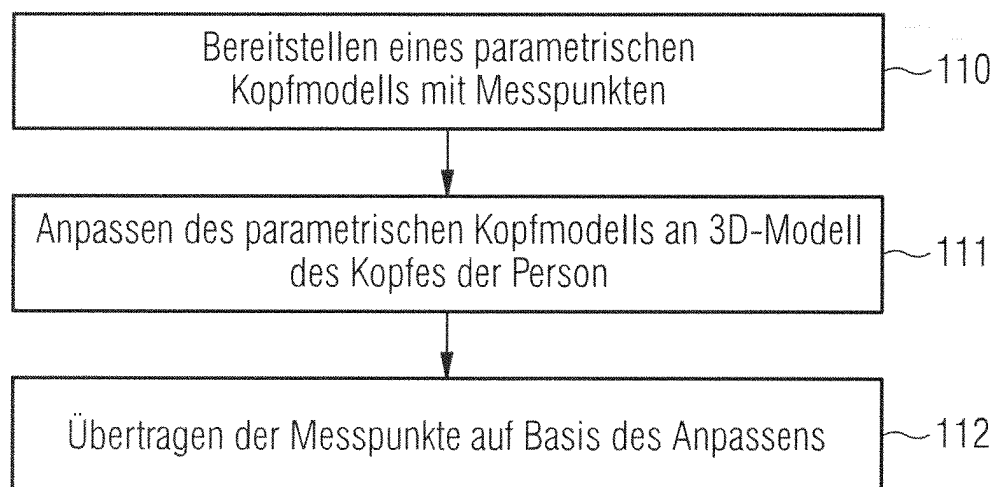 Bereitstellen eines parametrischen
Kopfmodells mit Messpunkten
110
Anpassen des parametrischen Kopfmodells an 3D-Modell
des Kopfes der Person
111
Übertragen der Messpunkte auf Basis des Anpassens
112